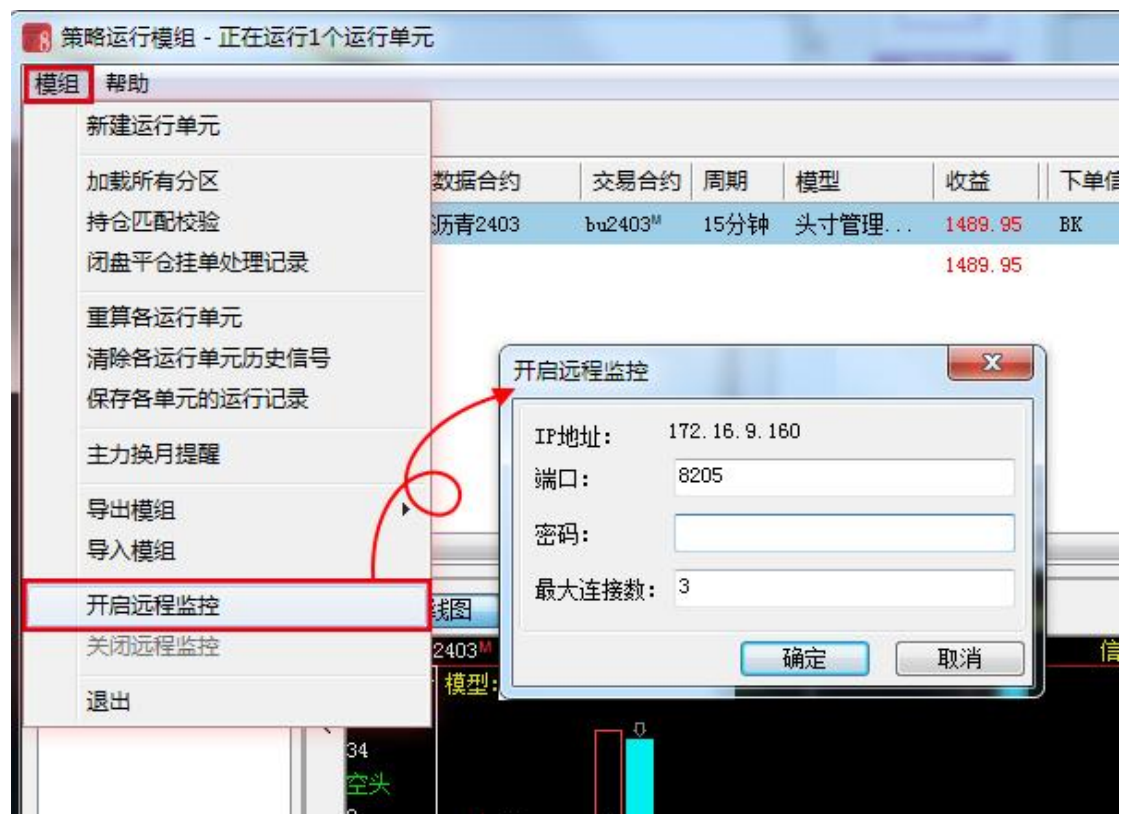 策略运行模组 - 正在运行1个运行单元
模组 帮助
新建运行单元
加载所有分区
持仓匹配校验
闭盘平仓挂单处理记录
重算各运行单元
清除各运行单元历史信号
保存各单元的运行记录
主力换月提醒
导出模组
导入模组
开启远程监控
关闭远程监控
退出
数据合约 交易合约 周期 模型 收益 下单信
沥青2403 bu2403M 15分钟 头寸管理... 1489.95 BK
1489.95
开启远程监控
IP地址: 172.16.9.160
端口: 8205
密码:
最大连接数: 3
确定 取消
线图
2403M 信
模型:
34
空头